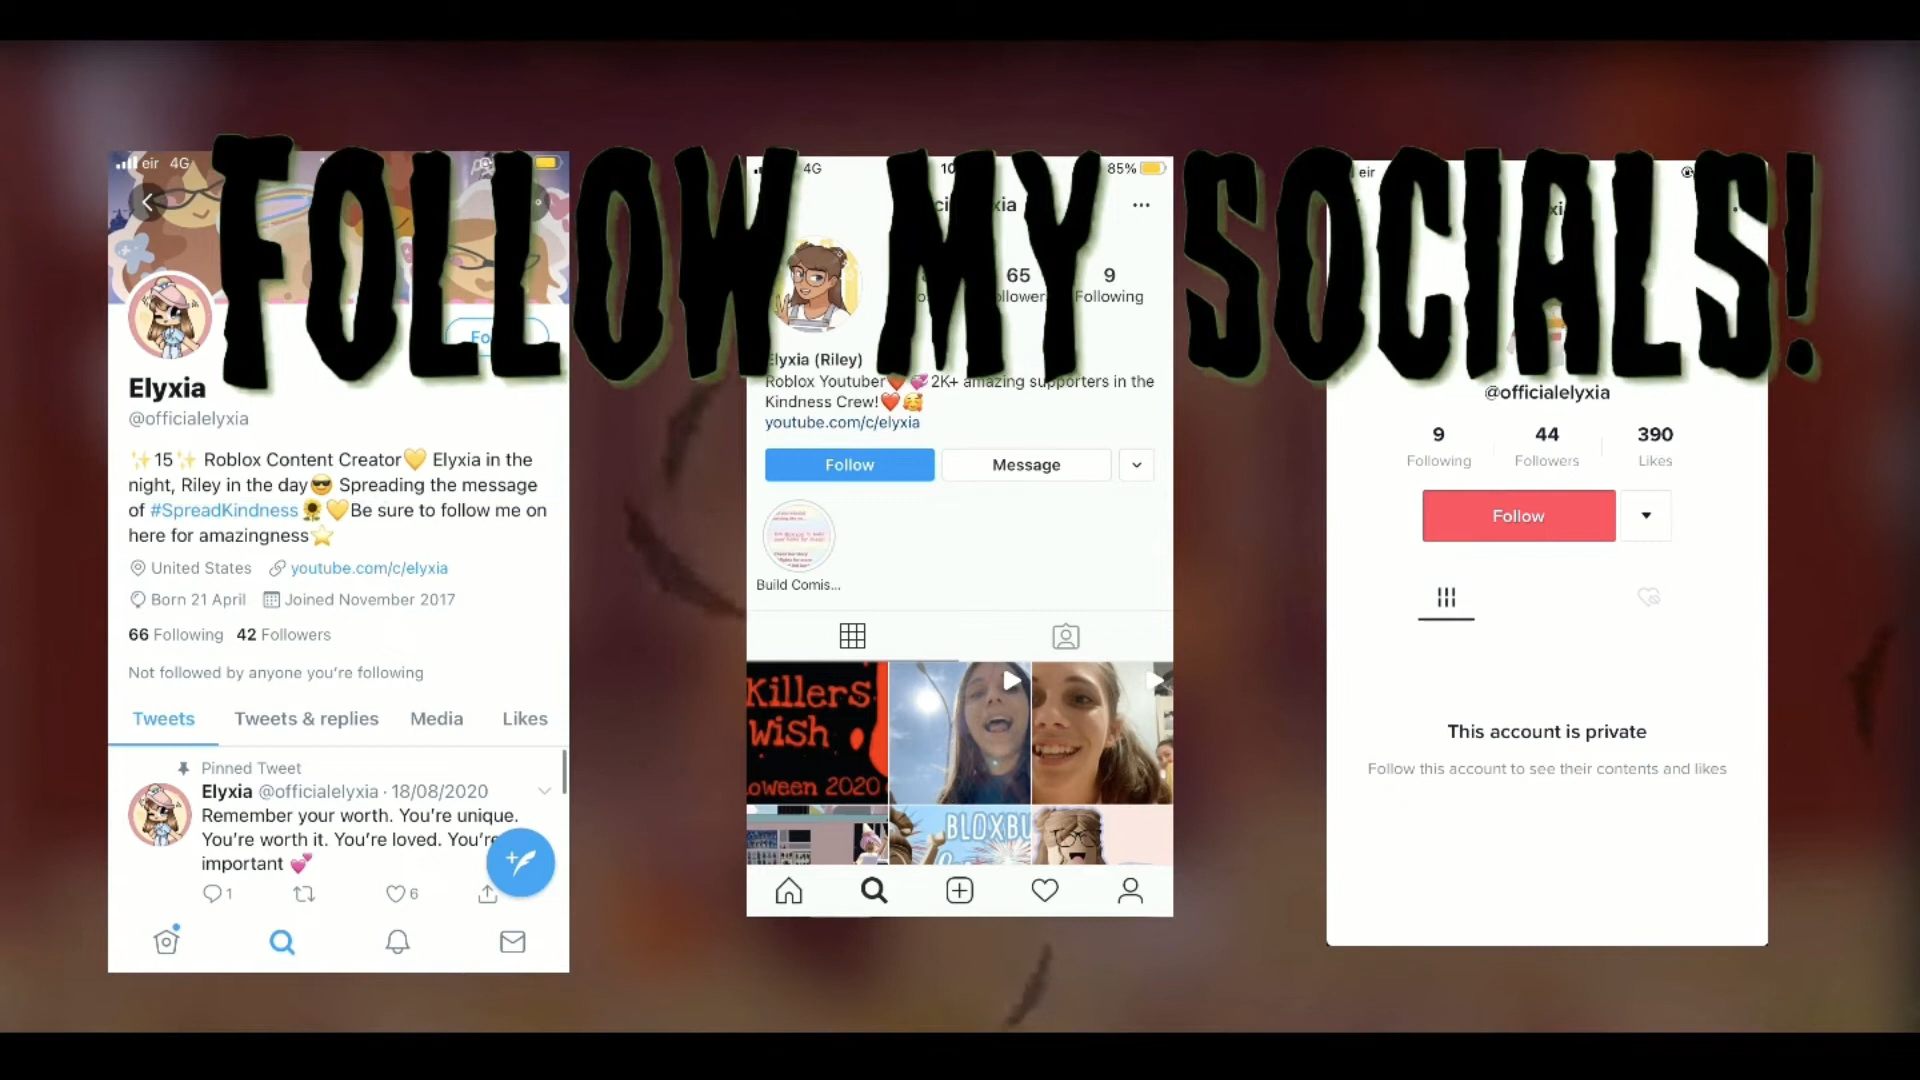 FOLLOW MY SOCIALS!
eir 4G
Elyxia
@officialelyxia
✨15✨ Roblox Content Creator💛 Elyxia in the
night, Riley in the day😎 Spreading the message
of #SpreadKindness🌻💛Be sure to follow me on
here for amazingness⭐
United States youtube.com/c/elyxia
Born 21 April Joined November 2017
66 Following 42 Followers
Not followed by anyone you're following
Tweets Tweets & replies Media Likes
Pinned Tweet
Elyxia @officialelyxia · 18/08/2020
Remember your worth. You're unique.
You're worth it. You're loved. You're
important 💕
1 6
4G 85%
65 9
Following
Elyxia (Riley)
Roblox Youtuber❤️💞2K+ amazing supporters in the
Kindness Crew!❤️🥰
youtube.com/c/elyxia
Follow Message
Build Comis...
Killers
Wish
oween 2020
BLOXBU
eir
@officialelyxia
9 44 390
Following Followers Likes
Follow
This account is private
Follow this account to see their contents and likes